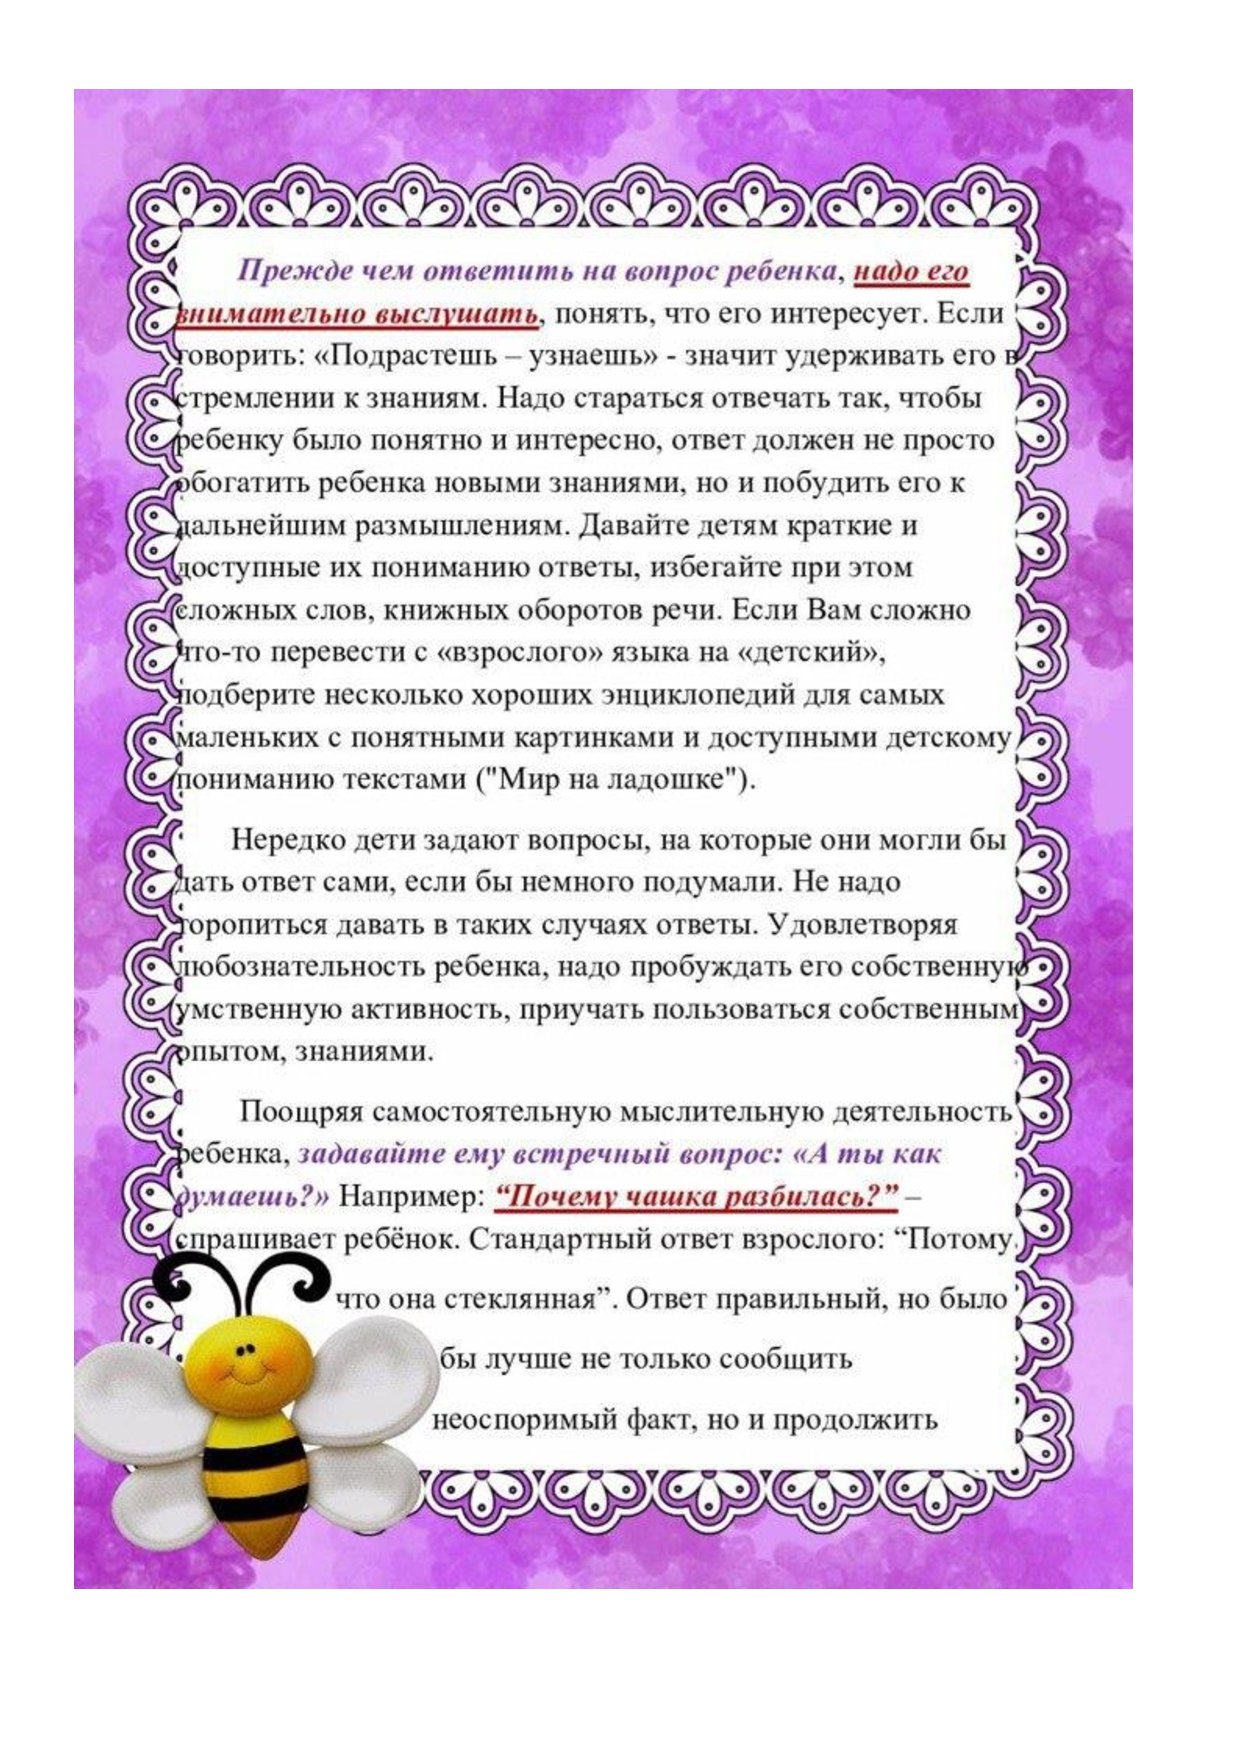 Прежде чем ответить на вопрос ребенка, надо его
внимательно выслушать, понять, что его интересует. Если
говорить: «Подрастешь – узнаешь» - значит удерживать его в
стремлении к знаниям. Надо стараться отвечать так, чтобы
ребенку было понятно и интересно, ответ должен не просто
обогатить ребенка новыми знаниями, но и побудить его к
дальнейшим размышлениям. Давайте детям краткие и
доступные их пониманию ответы, избегайте при этом
сложных слов, книжных оборотов речи. Если Вам сложно
что-то перевести с «взрослого» языка на «детский»,
подберите несколько хороших энциклопедий для самых
маленьких с понятными картинками и доступными детскому
пониманию текстами ("Мир на ладошке").
Нередко дети задают вопросы, на которые они могли бы
дать ответ сами, если бы немного подумали. Не надо
торопиться давать в таких случаях ответы. Удовлетворяя
любознательность ребенка, надо пробуждать его собственную
умственную активность, приучать пользоваться собственным
опытом, знаниями.
Поощряя самостоятельную мыслительную деятельность
ребенка, задавайте ему встречный вопрос: «А ты как
думаешь?» Например: “Почему чашка разбилась?” –
спрашивает ребёнок. Стандартный ответ взрослого: “Потому
что она стеклянная”. Ответ правильный, но было
бы лучше не только сообщить
неоспоримый факт, но и продолжить